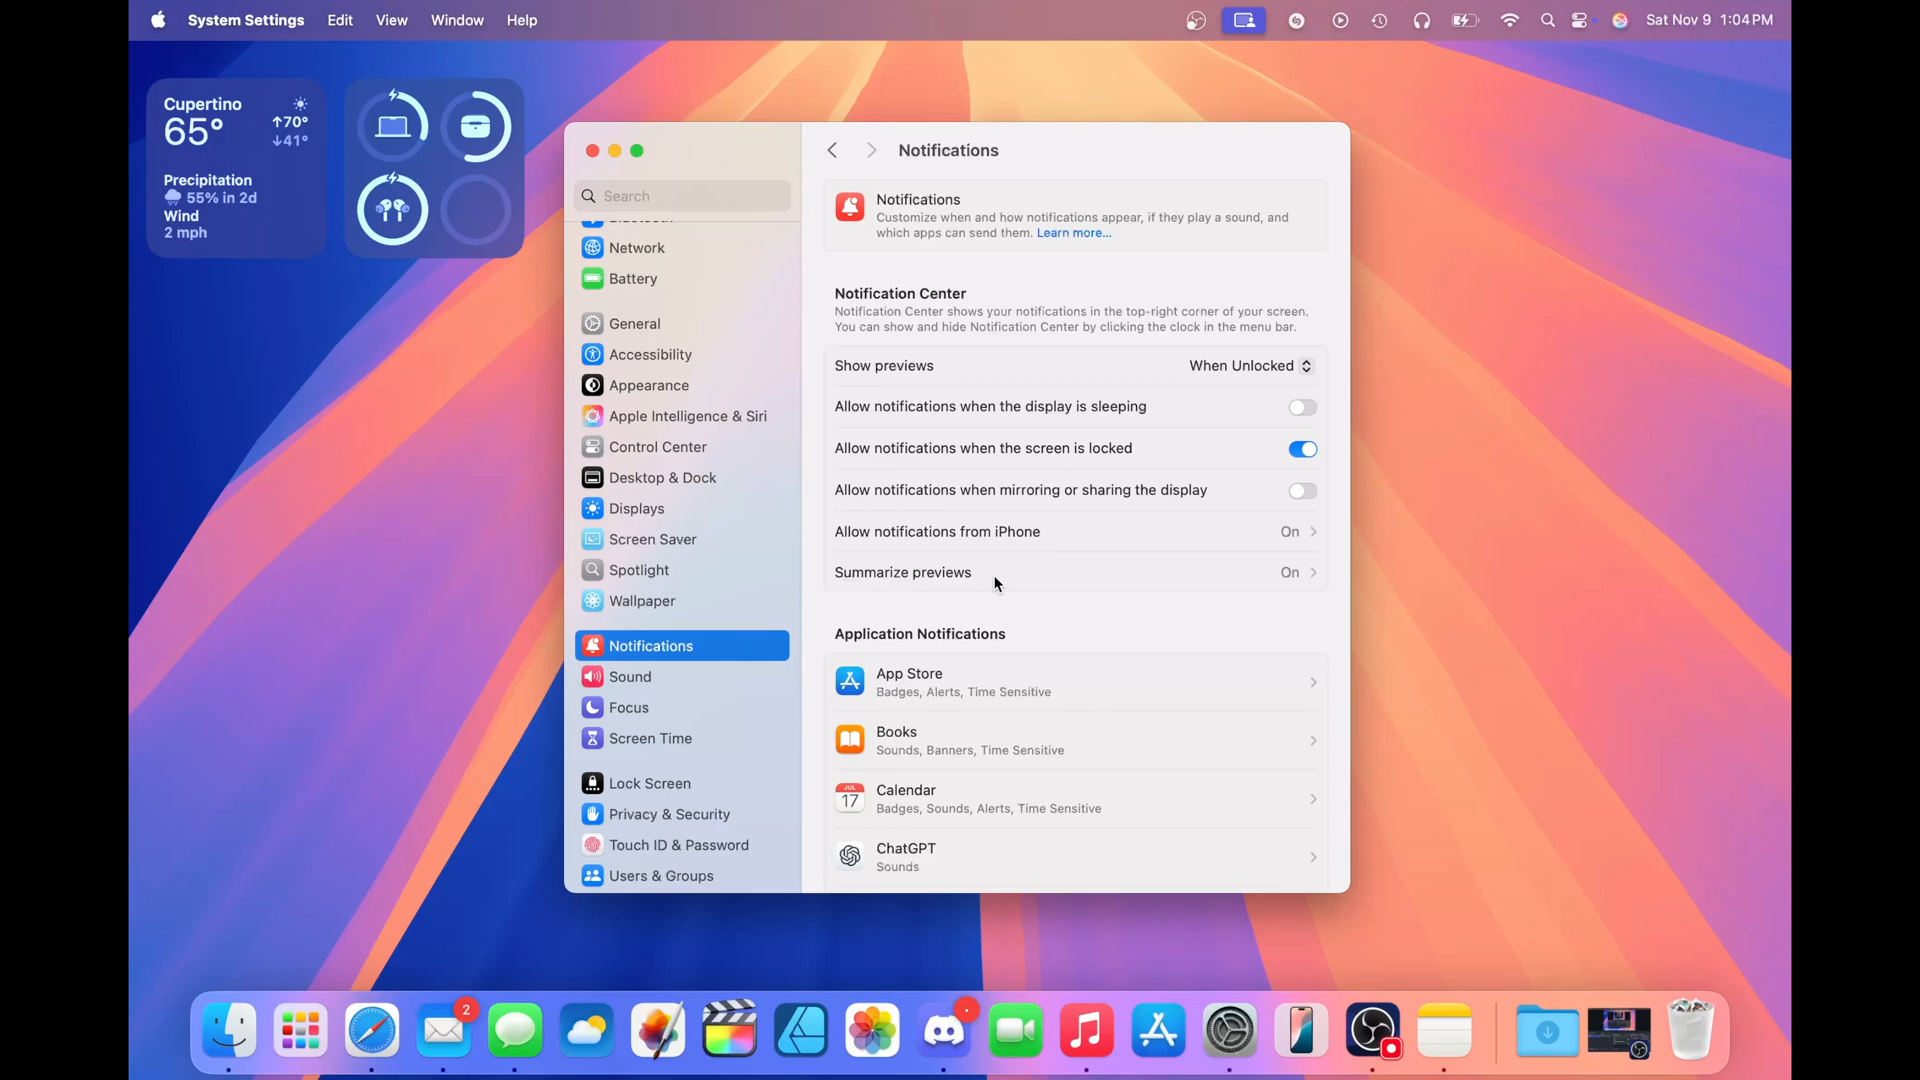 System Settings Edit View Window Help
Sat Nov 9 1:04 PM
Cupertino
65°
↑70°
↓41°
Precipitation
55% in 2d
Wind
2 mph
Search
Bluetooth
Network
Battery
General
Accessibility
Appearance
Apple Intelligence & Siri
Control Center
Desktop & Dock
Displays
Screen Saver
Spotlight
Wallpaper
Notifications
Sound
Focus
Screen Time
Lock Screen
Privacy & Security
Touch ID & Password
Users & Groups
Notifications
Notifications
Customize when and how notifications appear, if they play a sound, and
which apps can send them. Learn more...
Notification Center
Notification Center shows your notifications in the top-right corner of your screen.
You can show and hide Notification Center by clicking the clock in the menu bar.
Show previews When Unlocked
Allow notifications when the display is sleeping
Allow notifications when the screen is locked
Allow notifications when mirroring or sharing the display
Allow notifications from iPhone On
Summarize previews On
Application Notifications
App Store
Badges, Alerts, Time Sensitive
Books
Sounds, Banners, Time Sensitive
JUL
17
Calendar
Badges, Sounds, Alerts, Time Sensitive
ChatGPT
Sounds
2